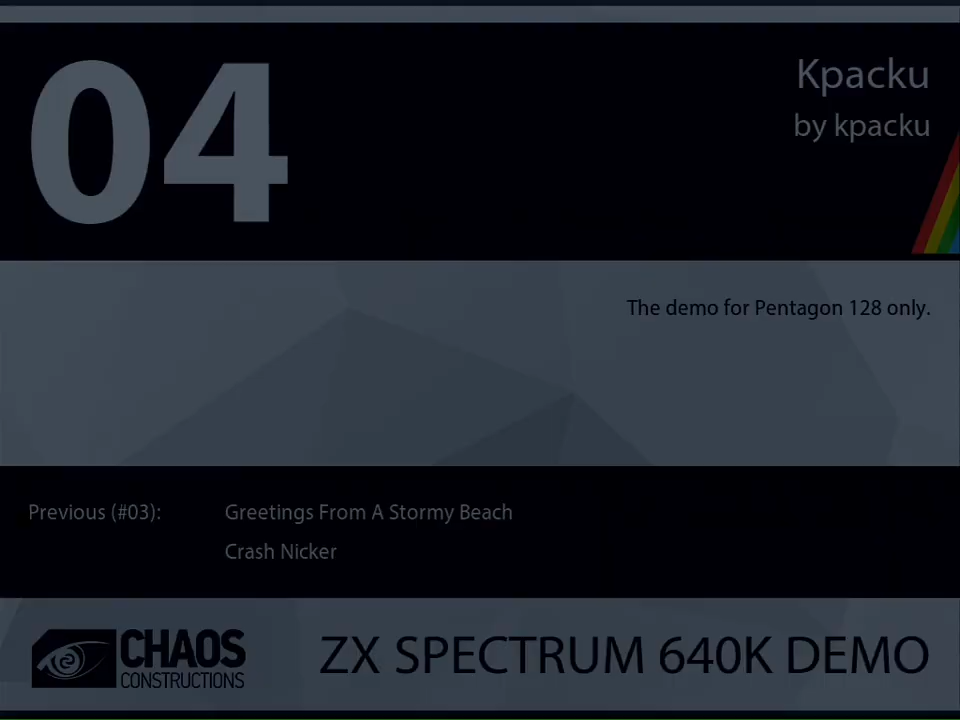 04
Kpacku
by kpacku
The demo for Pentagon 128 only.
Previous (#03):
Greetings From A Stormy Beach
Crash Nicker
CHAOS
CONSTRUCTIONS
ZX SPECTRUM 640K DEMO